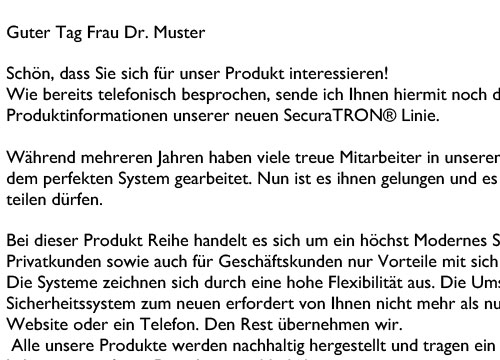 Guter Tag Frau Dr. Muster
Schön, dass Sie sich für unser Produkt interessieren!
Wie bereits telefonisch besprochen, sende ich Ihnen hiermit noch d
Produktinformationen unserer neuen SecuraTRON® Linie.
Während mehreren Jahren haben viele treue Mitarbeiter in unserer
dem perfekten System gearbeitet. Nun ist es ihnen gelungen und es
teilen dürfen.
Bei dieser Produkt Reihe handelt es sich um ein höchst Modernes S
Privatkunden sowie auch für Geschäftskunden nur Vorteile mit sich
Die Systeme zeichnen sich durch eine hohe Flexibilität aus. Die Ums
Sicherheitssystem zum neuen erfordert von Ihnen nicht mehr als nu
Website oder ein Telefon. Den Rest übernehmen wir.
Alle unsere Produkte werden nachhaltig hergestellt und tragen ein